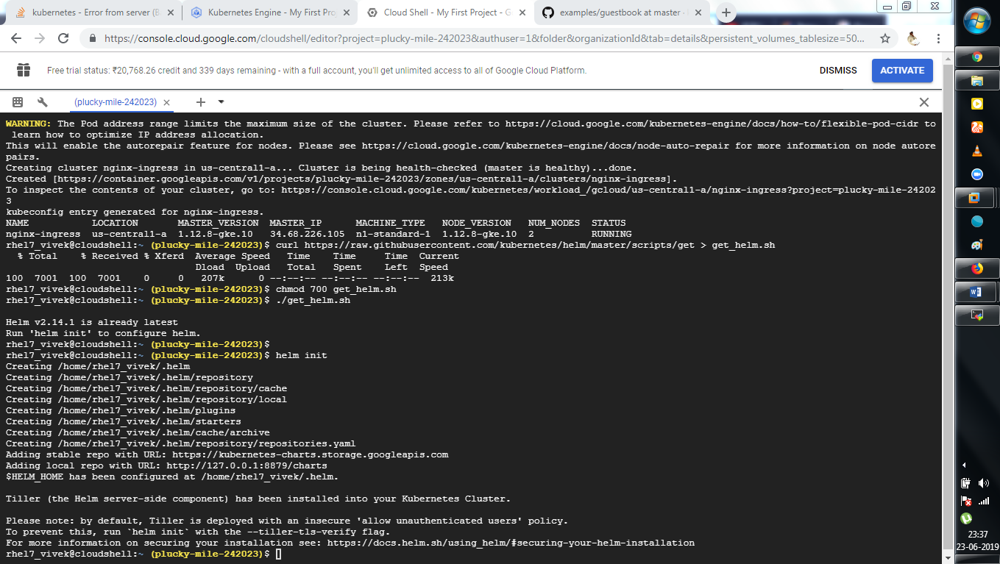 kubernetes - Error from server (B
Kubernetes Engine - My First Pro
Cloud Shell - My First Project - G
examples/guestbook at master ·
https://console.cloud.google.com/cloudshell/editor?project=plucky-mile-242023&authuser=1&folder&organizationId&tab=details&persistent_volumes_tablesize=50...
Free trial status: ₹20,768.26 credit and 339 days remaining - with a full account, you'll get unlimited access to all of Google Cloud Platform.
DISMISS
ACTIVATE
(plucky-mile-242023)
WARNING: The Pod address range limits the maximum size of the cluster. Please refer to https://cloud.google.com/kubernetes-engine/docs/how-to/flexible-pod-cidr to
learn how to optimize IP address allocation.
This will enable the autorepair feature for nodes. Please see https://cloud.google.com/kubernetes-engine/docs/node-auto-repair for more information on node autore
pairs.
Creating cluster nginx-ingress in us-central1-a... Cluster is being health-checked (master is healthy)...done.
Created [https://container.googleapis.com/v1/projects/plucky-mile-242023/zones/us-central1-a/clusters/nginx-ingress].
To inspect the contents of your cluster, go to: https://console.cloud.google.com/kubernetes/workload_/gcloud/us-central1-a/nginx-ingress?project=plucky-mile-24202
3
kubeconfig entry generated for nginx-ingress.
NAME LOCATION MASTER_VERSION MASTER_IP MACHINE_TYPE NODE_VERSION NUM_NODES STATUS
nginx-ingress us-central1-a 1.12.8-gke.10 34.68.226.105 n1-standard-1 1.12.8-gke.10 2 RUNNING
rhel7_vivek@cloudshell:~ (plucky-mile-242023)$ curl https://raw.githubusercontent.com/kubernetes/helm/master/scripts/get > get_helm.sh
% Total % Received % Xferd Average Speed Time Time Time Current
Dload Upload Total Spent Left Speed
100 7001 100 7001 0 0 207k 0 --:--:-- --:--:-- --:--:-- 213k
rhel7_vivek@cloudshell:~ (plucky-mile-242023)$ chmod 700 get_helm.sh
rhel7_vivek@cloudshell:~ (plucky-mile-242023)$ ./get_helm.sh
Helm v2.14.1 is already latest
Run 'helm init' to configure helm.
rhel7_vivek@cloudshell:~ (plucky-mile-242023)$
rhel7_vivek@cloudshell:~ (plucky-mile-242023)$ helm init
Creating /home/rhel7_vivek/.helm
Creating /home/rhel7_vivek/.helm/repository
Creating /home/rhel7_vivek/.helm/repository/cache
Creating /home/rhel7_vivek/.helm/repository/local
Creating /home/rhel7_vivek/.helm/plugins
Creating /home/rhel7_vivek/.helm/starters
Creating /home/rhel7_vivek/.helm/cache/archive
Creating /home/rhel7_vivek/.helm/repository/repositories.yaml
Adding stable repo with URL: https://kubernetes-charts.storage.googleapis.com
Adding local repo with URL: http://127.0.0.1:8879/charts
$HELM_HOME has been configured at /home/rhel7_vivek/.helm.
Tiller (the Helm server-side component) has been installed into your Kubernetes Cluster.
Please note: by default, Tiller is deployed with an insecure 'allow unauthenticated users' policy.
To prevent this, run `helm init` with the --tiller-tls-verify flag.
For more information on securing your installation see: https://docs.helm.sh/using_helm/#securing-your-helm-installation
rhel7_vivek@cloudshell:~ (plucky-mile-242023)$
23:37
23-06-2019